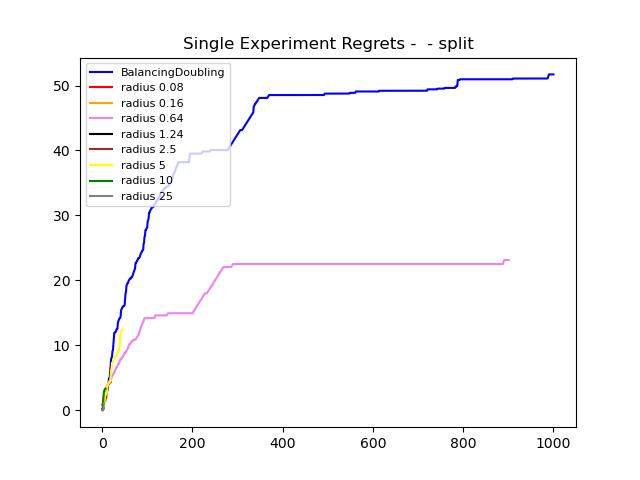 Single Experiment Regrets -  - split
BalancingDoubling
radius 0.08
radius 0.16
radius 0.64
radius 1.24
radius 2.5
radius 5
radius 10
radius 25
50
40
30
20
10
0
0 200 400 600 800 1000